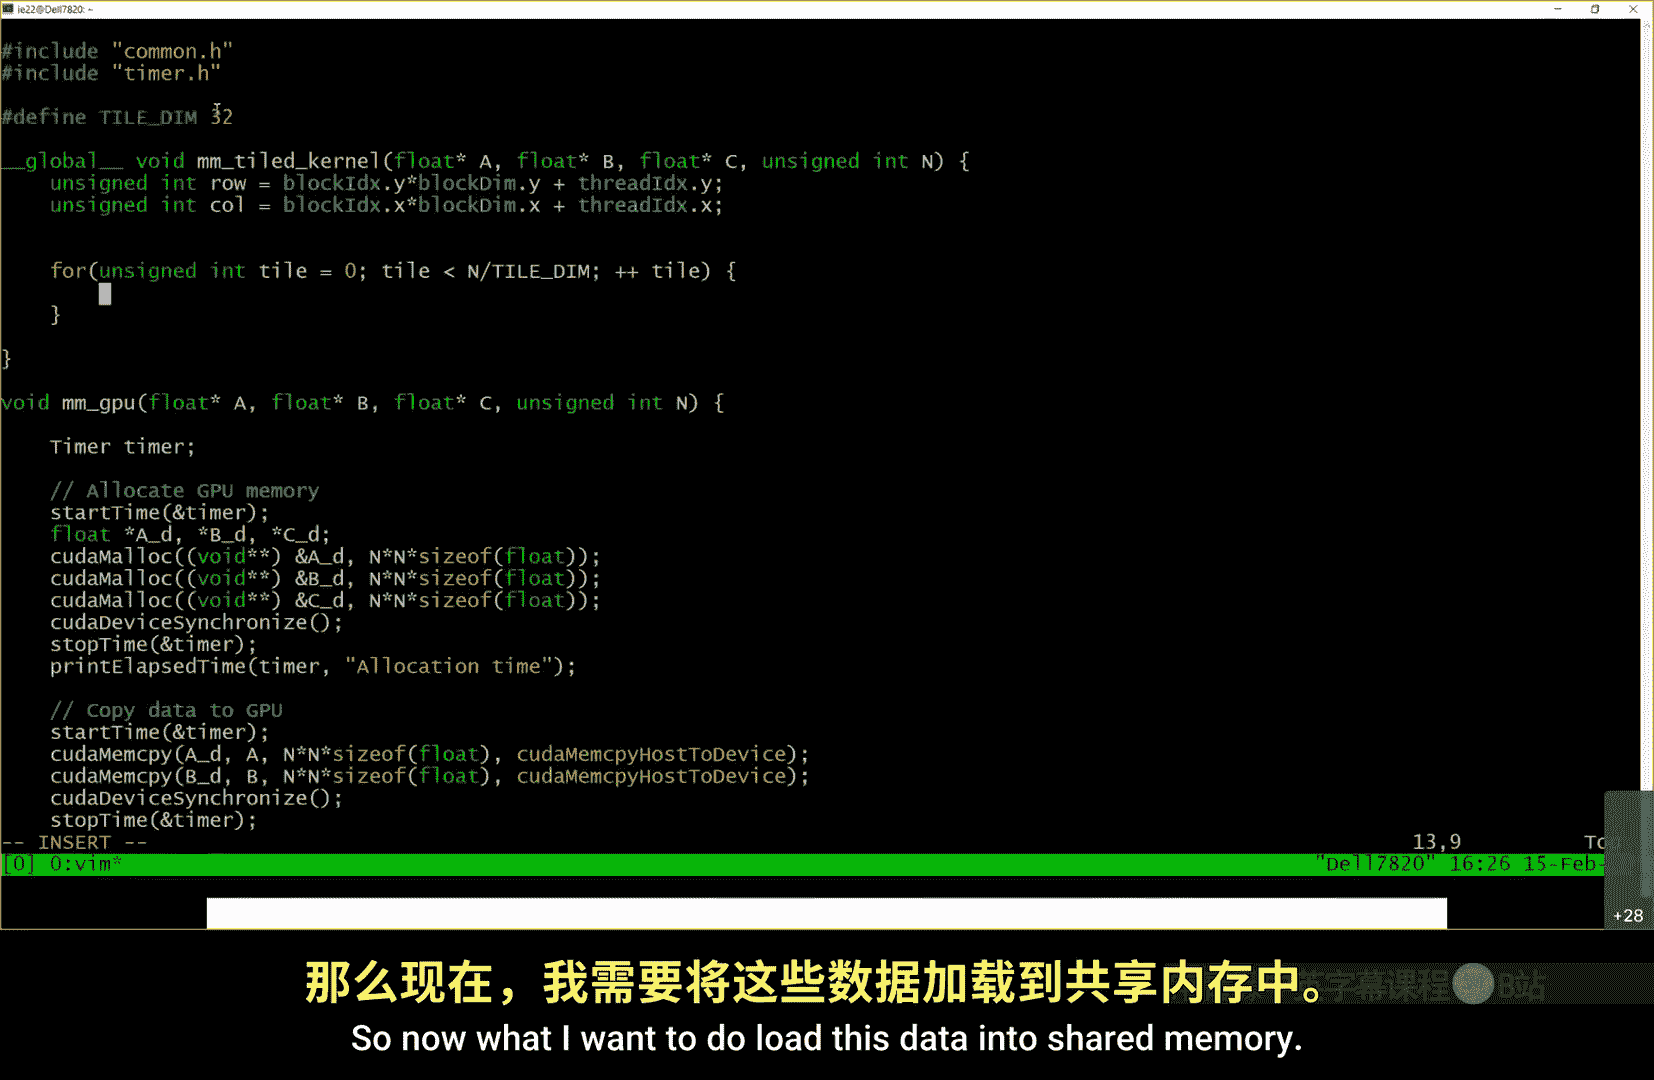 ie22@Dell7820: ~
#include "common.h"
#include "timer.h"
#define TILE_DIM 32
__global__ void mm_tiled_kernel(float* A, float* B, float* C, unsigned int N) {
unsigned int row = blockIdx.y*blockDim.y + threadIdx.y;
unsigned int col = blockIdx.x*blockDim.x + threadIdx.x;
for(unsigned int tile = 0; tile < N/TILE_DIM; ++ tile) {
}
}
void mm_gpu(float* A, float* B, float* C, unsigned int N) {
Timer timer;
// Allocate GPU memory
startTime(&timer);
float *A_d, *B_d, *C_d;
cudaMalloc((void**) &A_d, N*N*sizeof(float));
cudaMalloc((void**) &B_d, N*N*sizeof(float));
cudaMalloc((void**) &C_d, N*N*sizeof(float));
cudaDeviceSynchronize();
stopTime(&timer);
printElapsedTime(timer, "Allocation time");
// Copy data to GPU
startTime(&timer);
cudaMemcpy(A_d, A, N*N*sizeof(float), cudaMemcpyHostToDevice);
cudaMemcpy(B_d, B, N*N*sizeof(float), cudaMemcpyHostToDevice);
cudaDeviceSynchronize();
stopTime(&timer);
-- INSERT -- 13,9
[0] 0:vim* "Dell7820" 16:26 15-Feb-
+28
那么现在，我需要将这些数据加载到共享内存中。
字幕课程 B站
So now what I want to do load this data into shared memory.